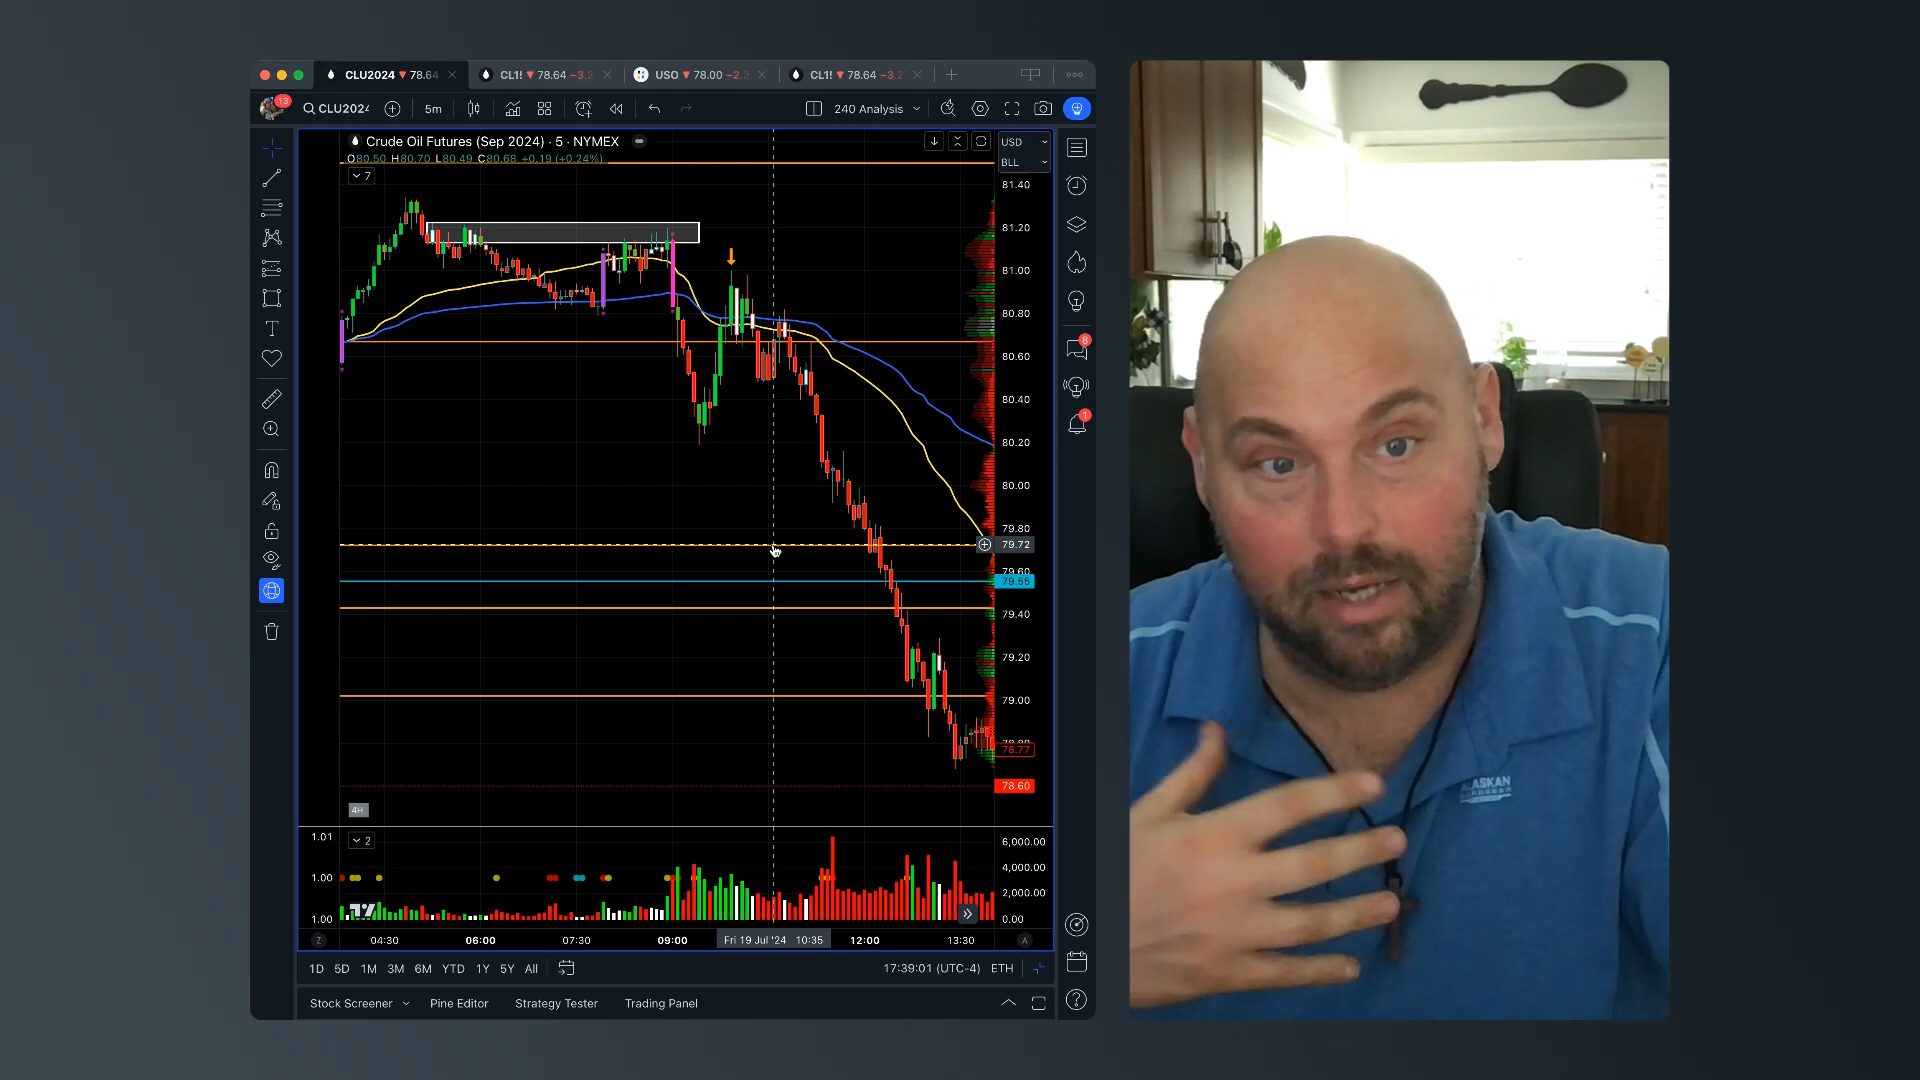 CLU2024 ▼ 78.64
CL1! ▼ 78.64 −3.2
USO ▼ 78.00 −2.3
CL1! ▼ 78.64 −3.2
13
CLU2024
5m
240 Analysis
Crude Oil Futures (Sep 2024) · 5 · NYMEX
O80.50 H80.70 L80.49 C80.68 +0.19 (+0.24%)
7
USD
BLL
81.40
81.20
81.00
80.80
80.60
80.40
80.20
80.00
79.80
79.72
79.60
79.55
79.40
79.20
79.00
78.80
78.77
78.60
8
1
4H
2
1.01
1.00
1.00
6,000.00
4,000.00
2,000.00
0.00
Z
04:30
06:00
07:30
09:00
Fri 19 Jul '24 10:35
12:00
13:30
A
1D
5D
1M
3M
6M
YTD
1Y
5Y
All
17:39:01 (UTC-4)
ETH
Stock Screener
Pine Editor
Strategy Tester
Trading Panel
ALASKAN